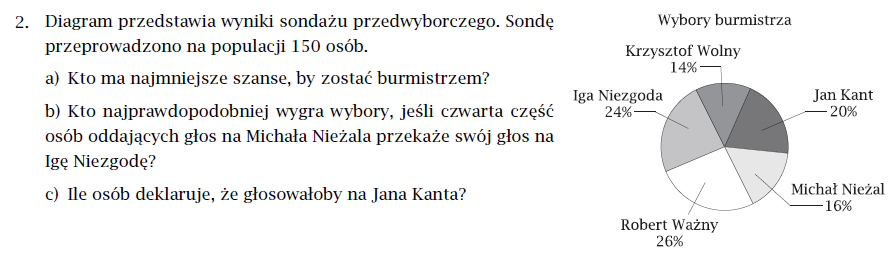 2. Diagram przedstawia wyniki sondażu przedwyborczego. Sondę
przeprowadzono na populacji 150 osób.
a) Kto ma najmniejsze szanse, by zostać burmistrzem?
b) Kto najprawdopodobniej wygra wybory, jeśli czwarta część
osób oddających głos na Michała Nieżala przekaże swój głos na
Igę Niezgodę?
c) Ile osób deklaruje, że głosowałoby na Jana Kanta?
Wybory burmistrza
Krzysztof Wolny
14%
Iga Niezgoda
24%
Jan Kant
20%
Michał Nieżal
16%
Robert Ważny
26%